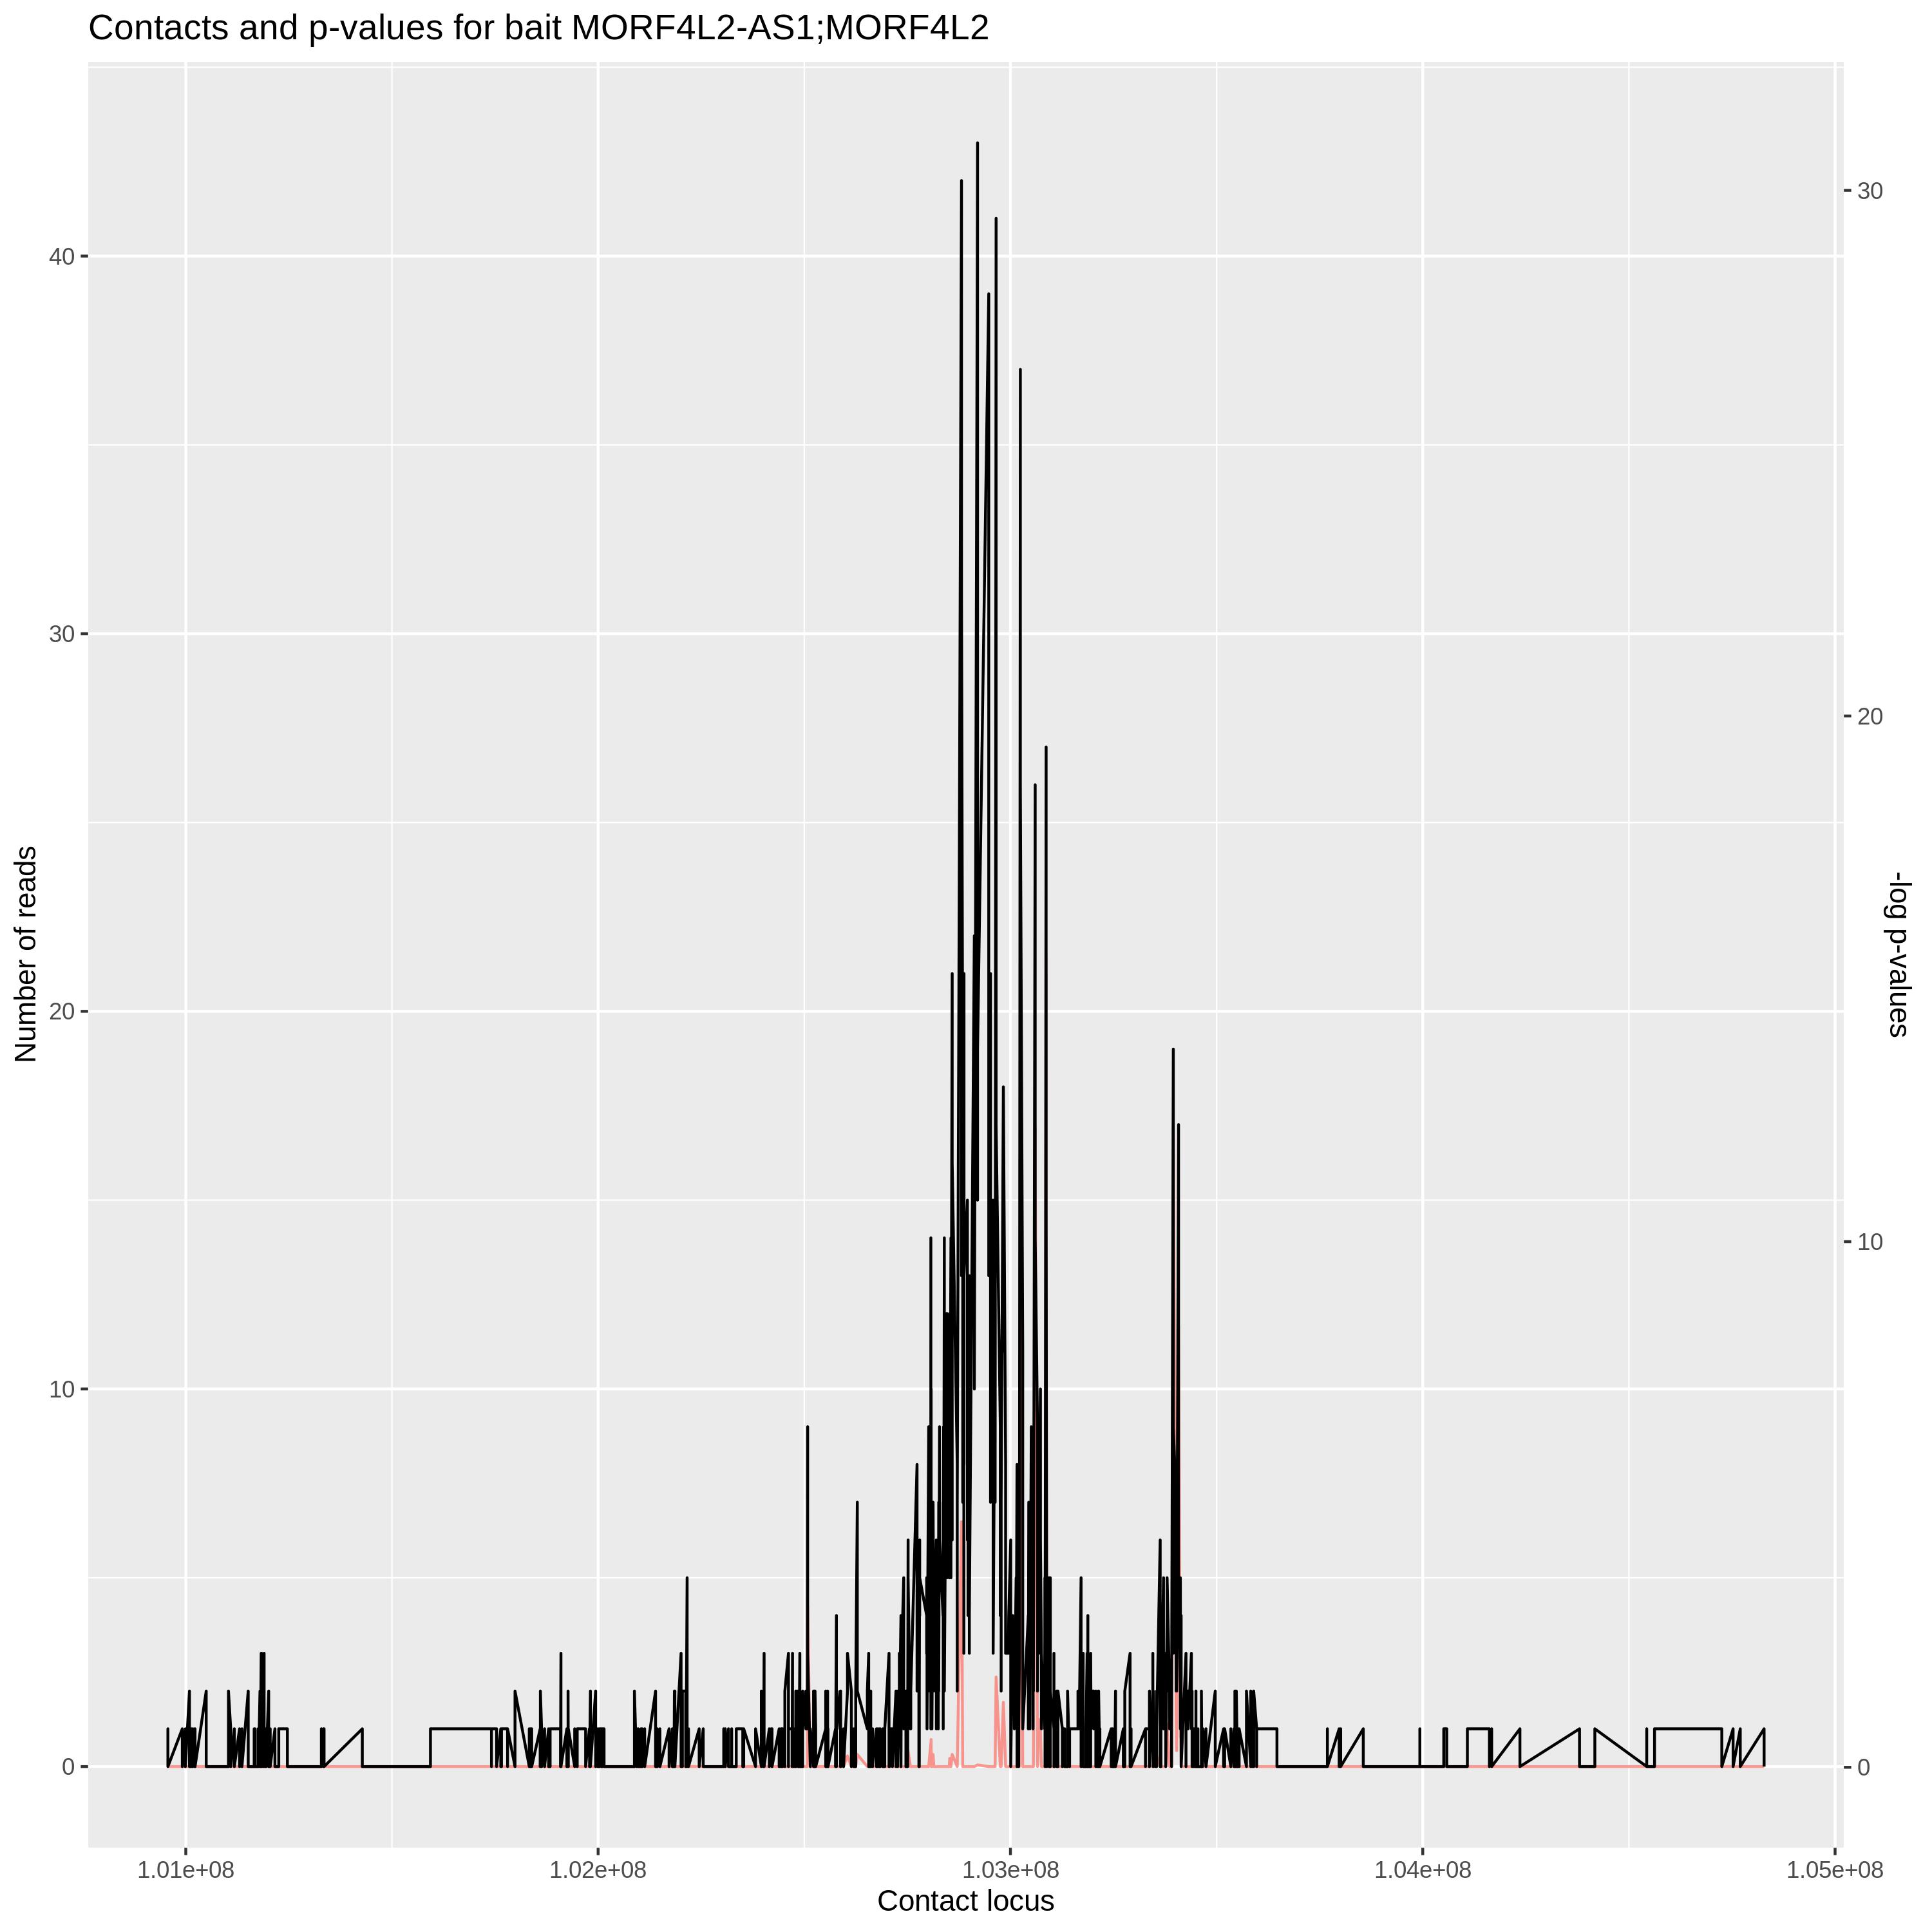 Contacts and p-values for bait MORF4L2-AS1;MORF4L2
40
30
20
10
0
Number of reads
30
20
10
0
-log p-values
1.01e+08
1.02e+08
1.03e+08
1.04e+08
1.05e+08
Contact locus